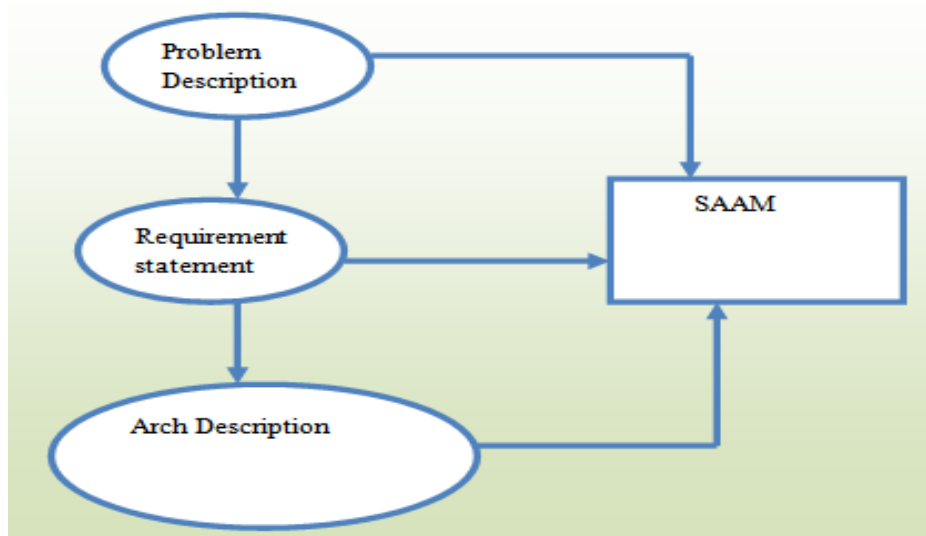 Problem
Description
SAAM
Requirement
statement
Arch Description